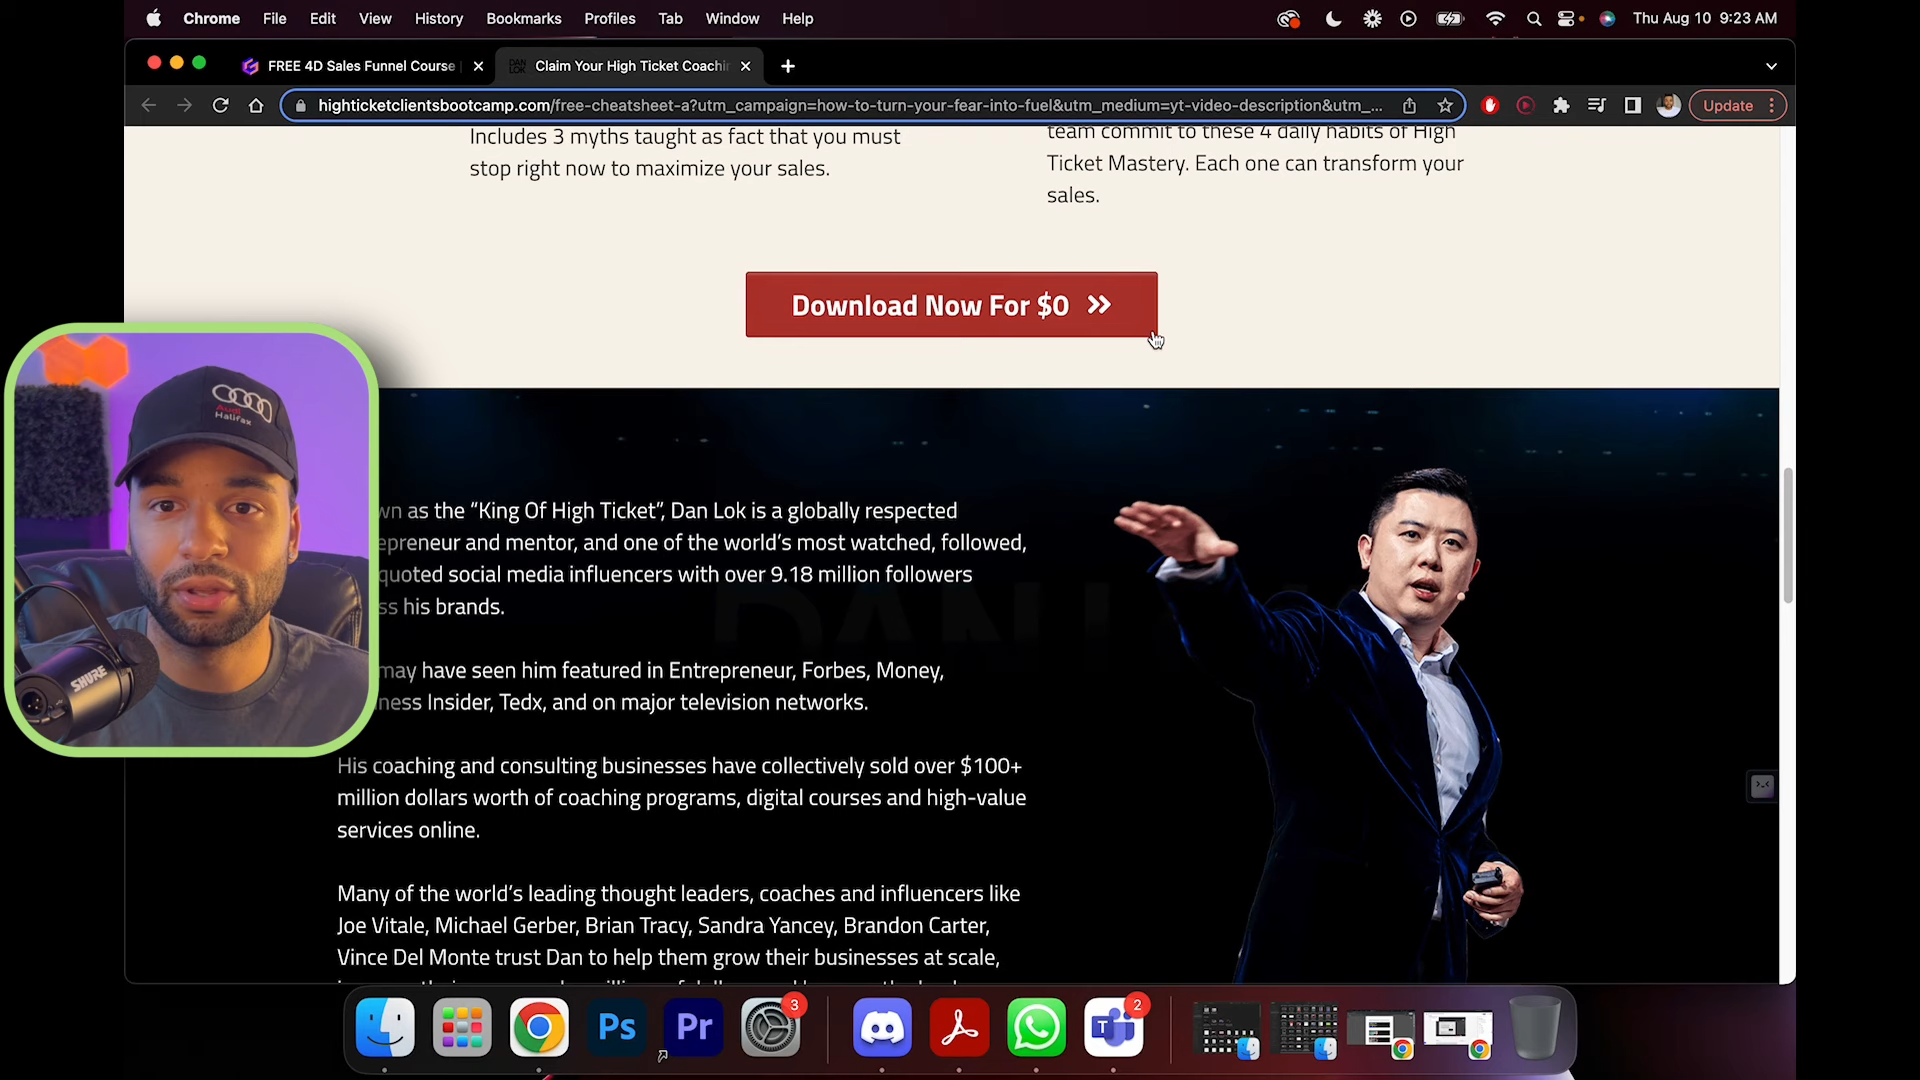 Chrome File Edit View History Bookmarks Profiles Tab Window Help Thu Aug 10 9:23 AM
FREE 4D Sales Funnel Course
DAN LOK
Claim Your High Ticket Coachi
highticketclientsbootcamp.com/free-cheatsheet-a?utm_campaign=how-to-turn-your-fear-into-fuel&utm_medium=yt-video-description&utm_...
Update
Includes 3 myths taught as fact that you must
stop right now to maximize your sales.
team commit to these 4 daily habits of High
Ticket Mastery. Each one can transform your
sales.
Download Now For $0 »
Audi
Halifax
SHURE
wn as the “King Of High Ticket”, Dan Lok is a globally respected
epreneur and mentor, and one of the world’s most watched, followed,
quoted social media influencers with over 9.18 million followers
ss his brands.
may have seen him featured in Entrepreneur, Forbes, Money,
ness Insider, Tedx, and on major television networks.
His coaching and consulting businesses have collectively sold over $100+
million dollars worth of coaching programs, digital courses and high-value
services online.
Many of the world’s leading thought leaders, coaches and influencers like
Joe Vitale, Michael Gerber, Brian Tracy, Sandra Yancey, Brandon Carter,
Vince Del Monte trust Dan to help them grow their businesses at scale,
Ps
Pr
3
T
2